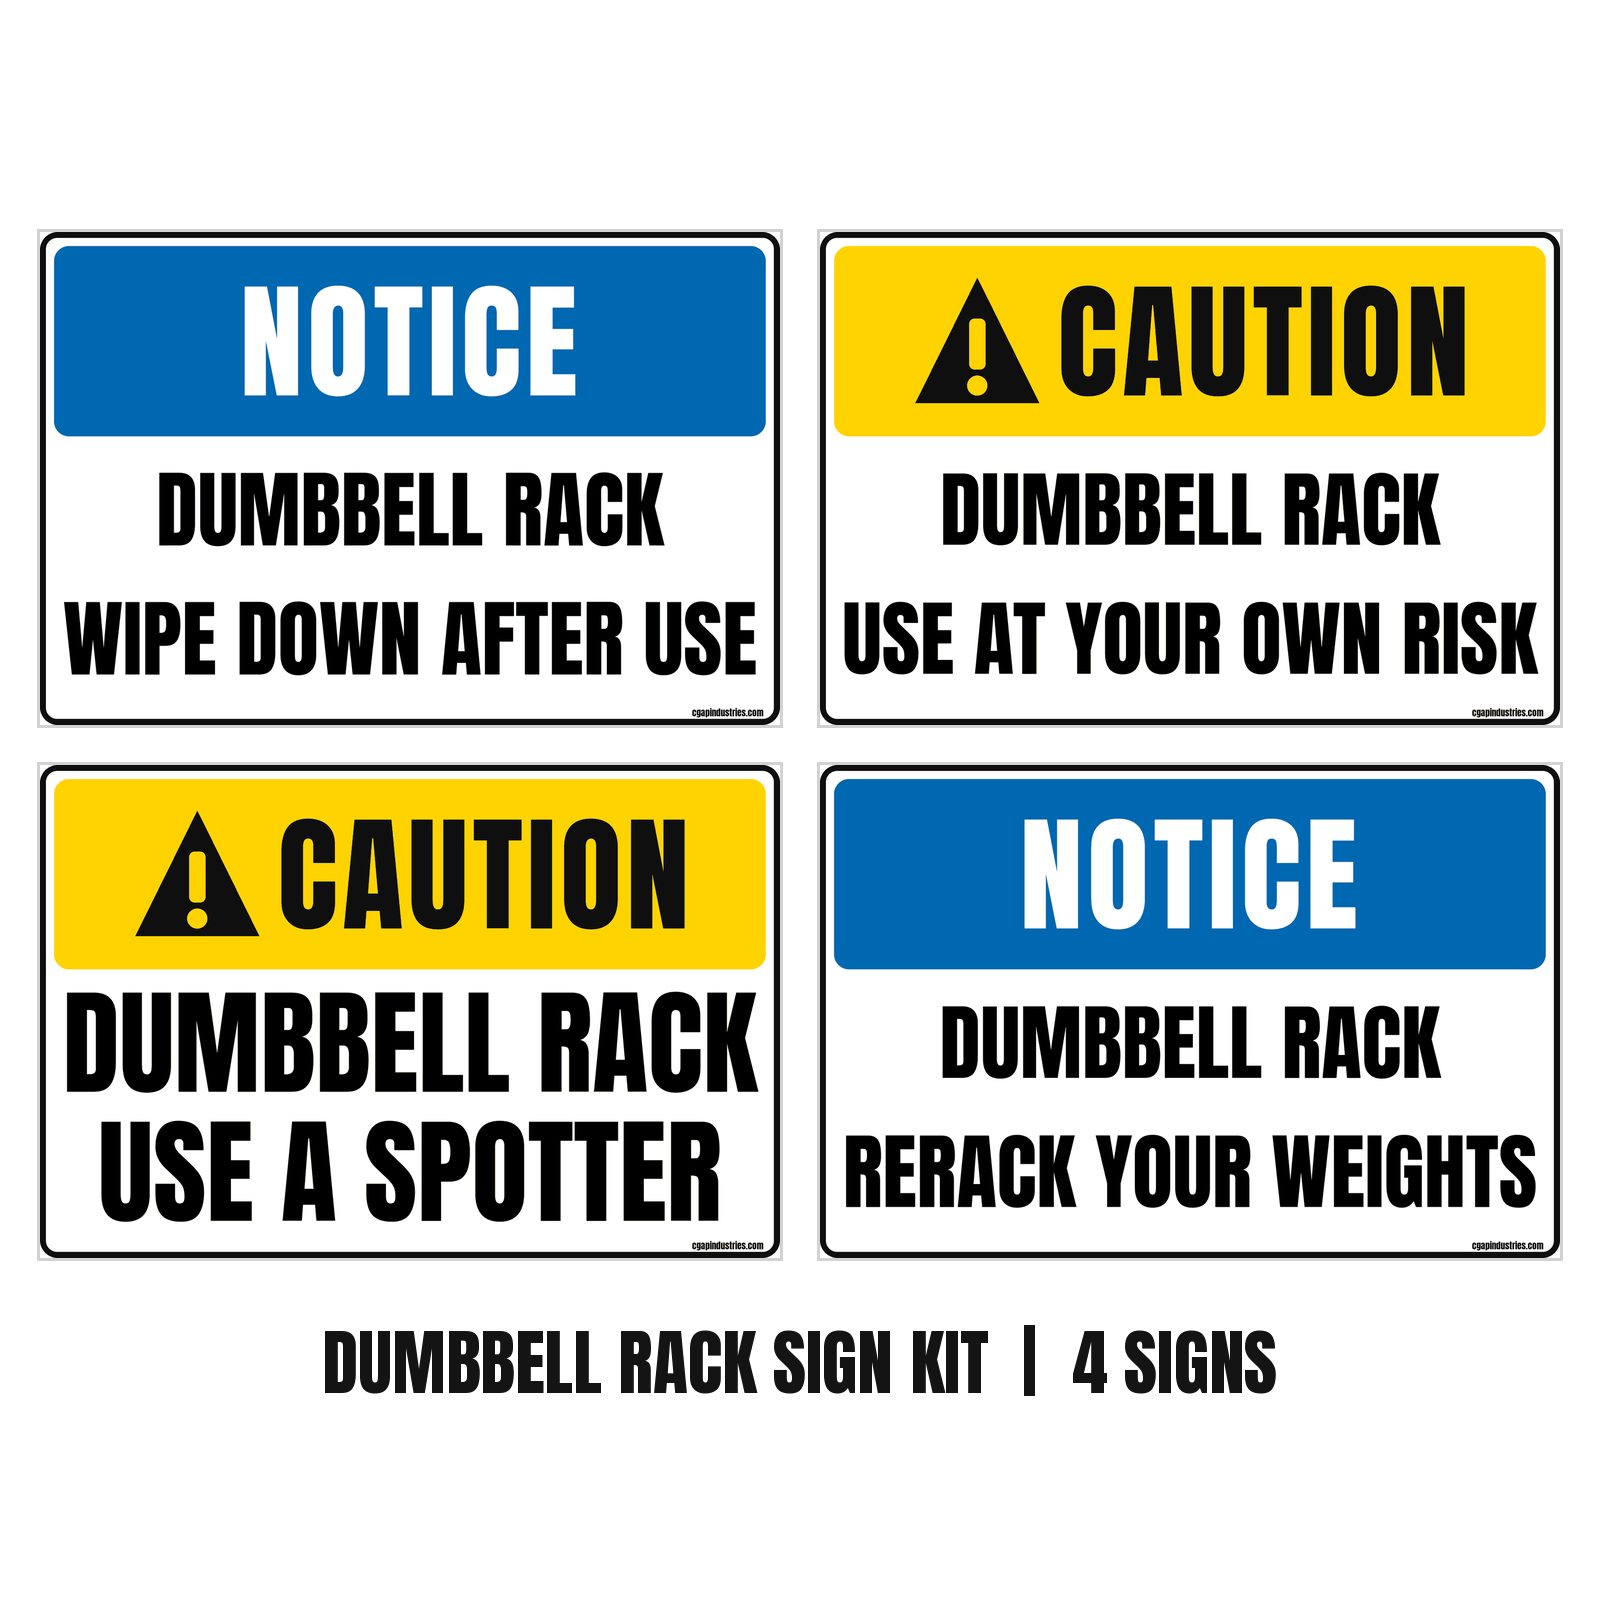 NOTICE
DUMBBELL RACK
WIPE DOWN AFTER USE
cgapindustries.com
CAUTION
DUMBBELL RACK
USE AT YOUR OWN RISK
cgapindustries.com
CAUTION
DUMBBELL RACK
USE A SPOTTER
cgapindustries.com
NOTICE
DUMBBELL RACK
RERACK YOUR WEIGHTS
cgapindustries.com
DUMBBELL RACK SIGN KIT | 4 SIGNS